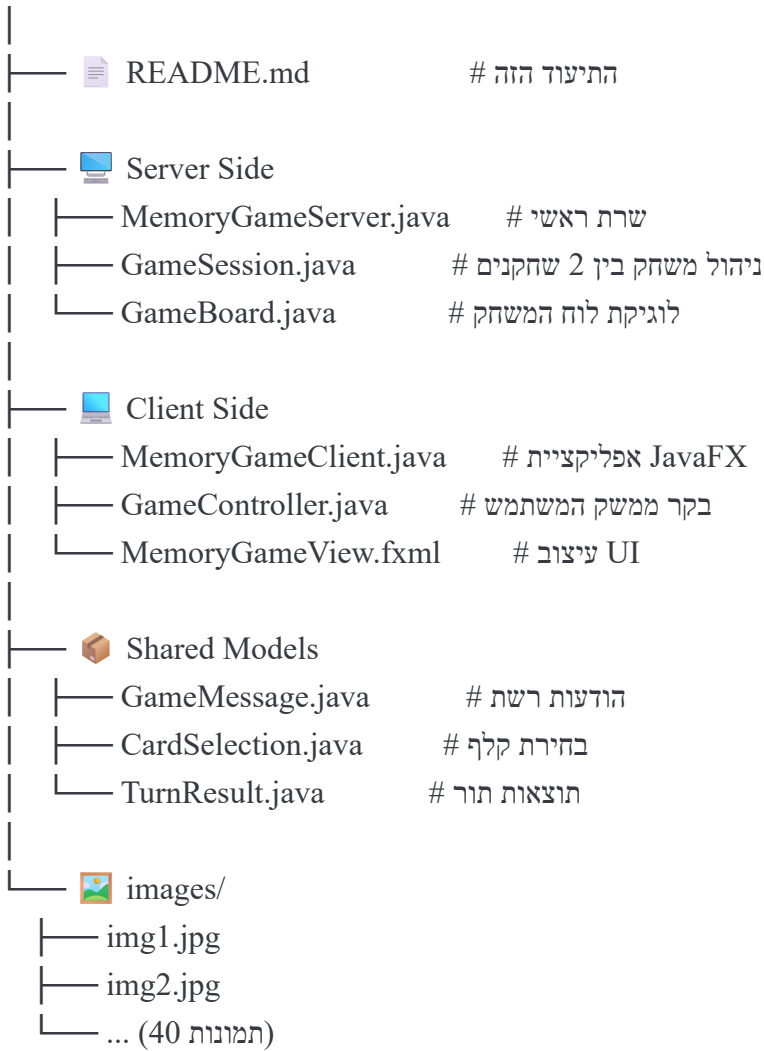 │
├── 📄 README.md # התיעוד הזה
│
├── 🖥️ Server Side
│ ├── MemoryGameServer.java # שרת ראשי
│ ├── GameSession.java # ניהול משחק בין 2 שחקנים
│ └── GameBoard.java # לוגיקת לוח המשחק
│
├── 💻 Client Side
│ ├── MemoryGameClient.java # אפליקציית JavaFX
│ ├── GameController.java # בקר ממשק המשתמש
│ └── MemoryGameView.fxml # עיצוב UI
│
├── 📦 Shared Models
│ ├── GameMessage.java # הודעות רשת
│ ├── CardSelection.java # בחירת קלף
│ └── TurnResult.java # תוצאות תור
│
└── 🖼️ images/
├── img1.jpg
├── img2.jpg
└── ... (40 תמונות)